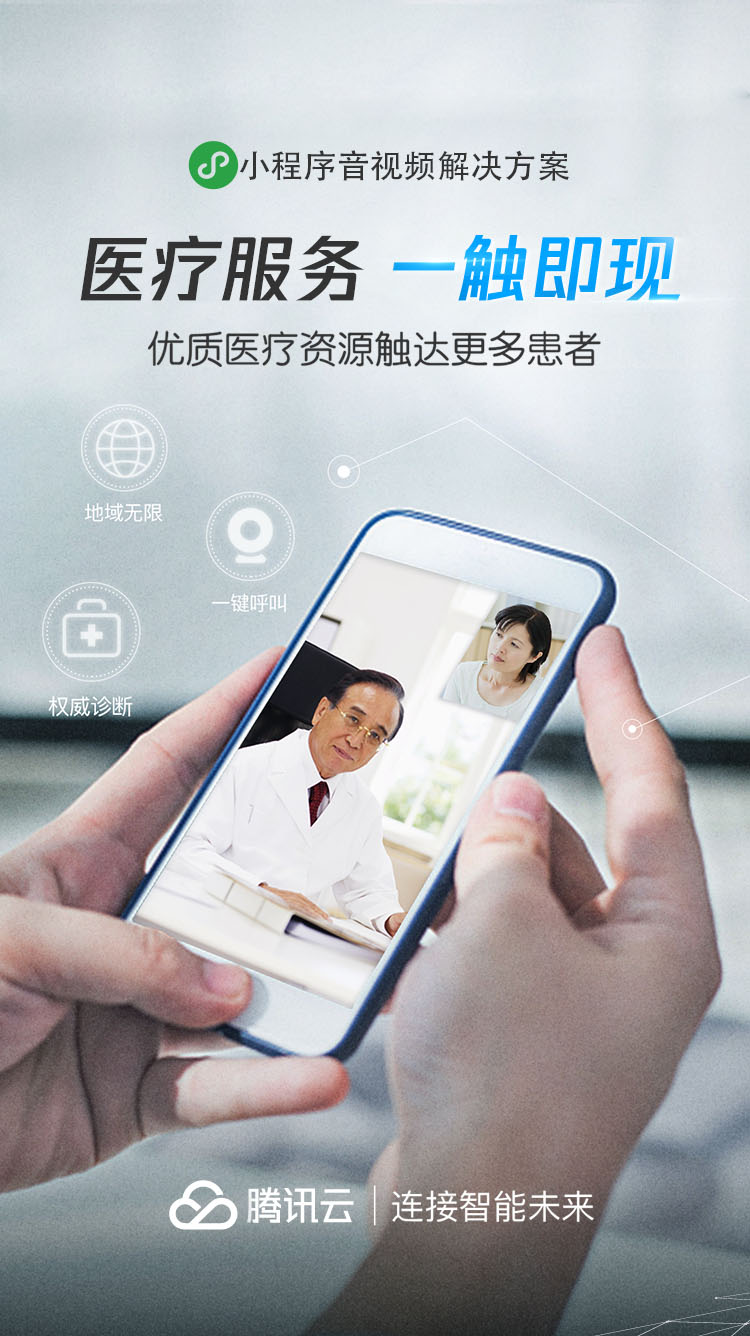 小程序音视频解决方案
医疗服务 一触即现
优质医疗资源触达更多患者
地域无限
一键呼叫
权威诊断
腾讯云 | 连接智能未来